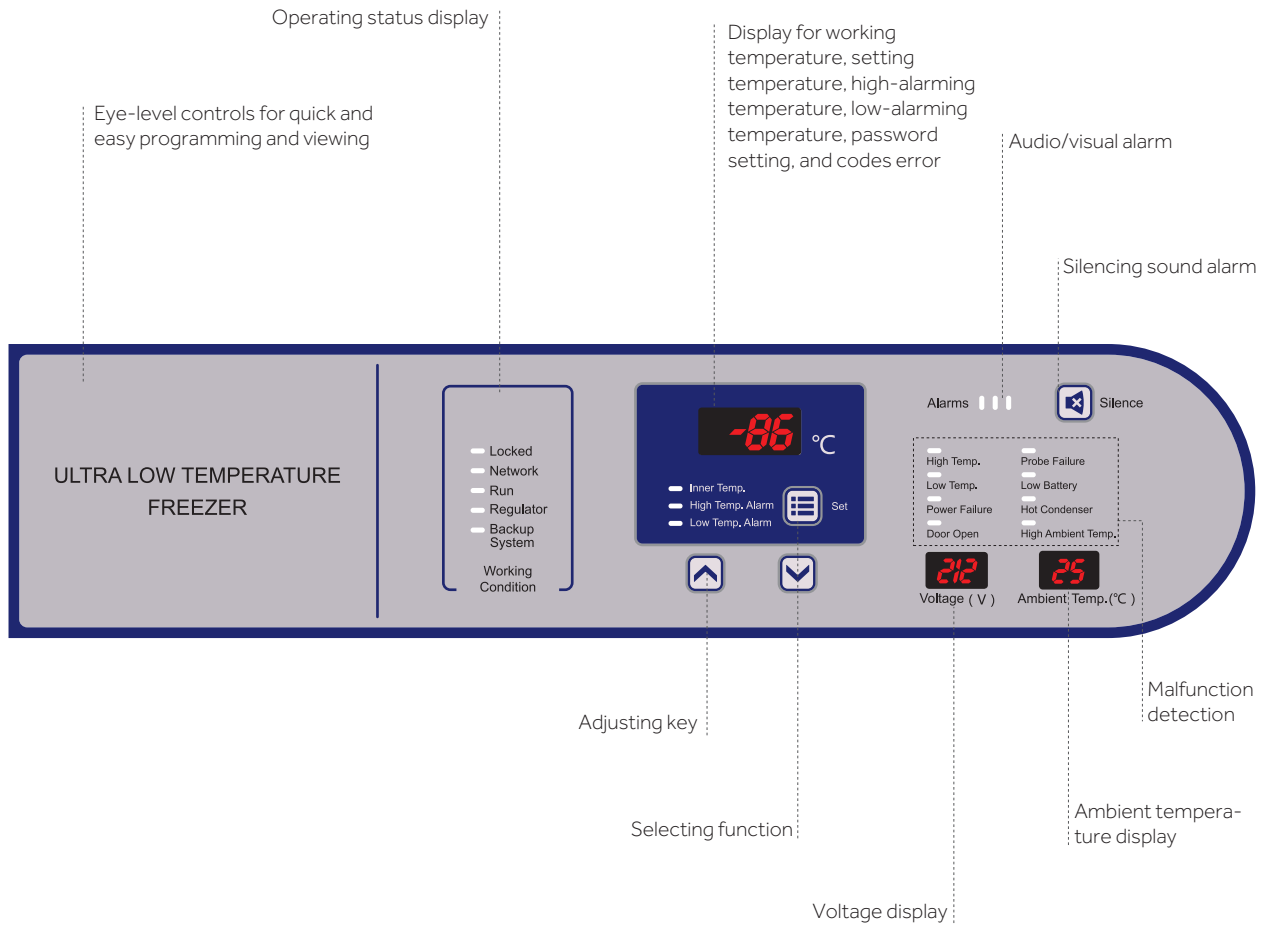 Operating status display
Display for working
temperature, setting
temperature, high-alarming
temperature, low-alarming
temperature, password
setting, and codes error
Eye-level controls for quick and
easy programming and viewing
Audio/visual alarm
Silencing sound alarm
ULTRA LOW TEMPERATURE
FREEZER
Locked
Network
Run
Regulator
Backup
System
Working
Condition
-86 °C
Inner Temp.
High Temp. Alarm
Low Temp. Alarm
Set
Alarms
Silence
High Temp.
Probe Failure
Low Temp.
Low Battery
Power Failure
Hot Condenser
Door Open
High Ambient Temp.
212
25
Voltage ( V )
Ambient Temp.(℃)
Malfunction
detection
Adjusting key
Selecting function
Ambient tempera-
ture display
Voltage display